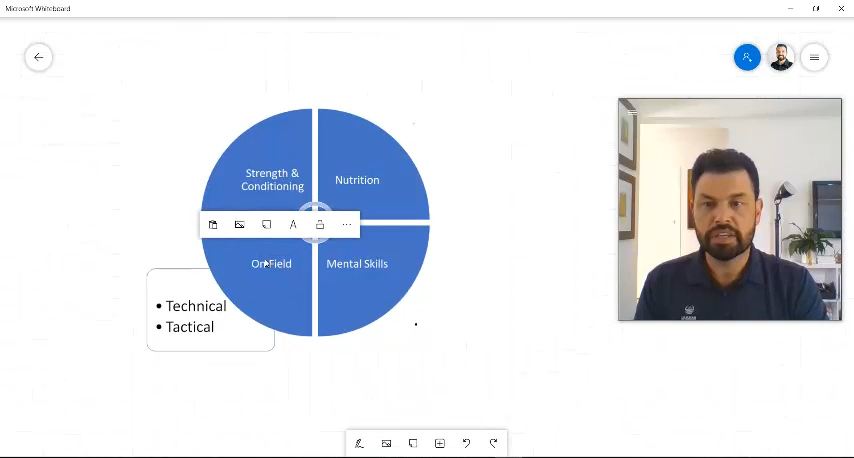 Microsoft Whiteboard
Strength &
Conditioning
Nutrition
On Field
Mental Skills
• Technical
• Tactical